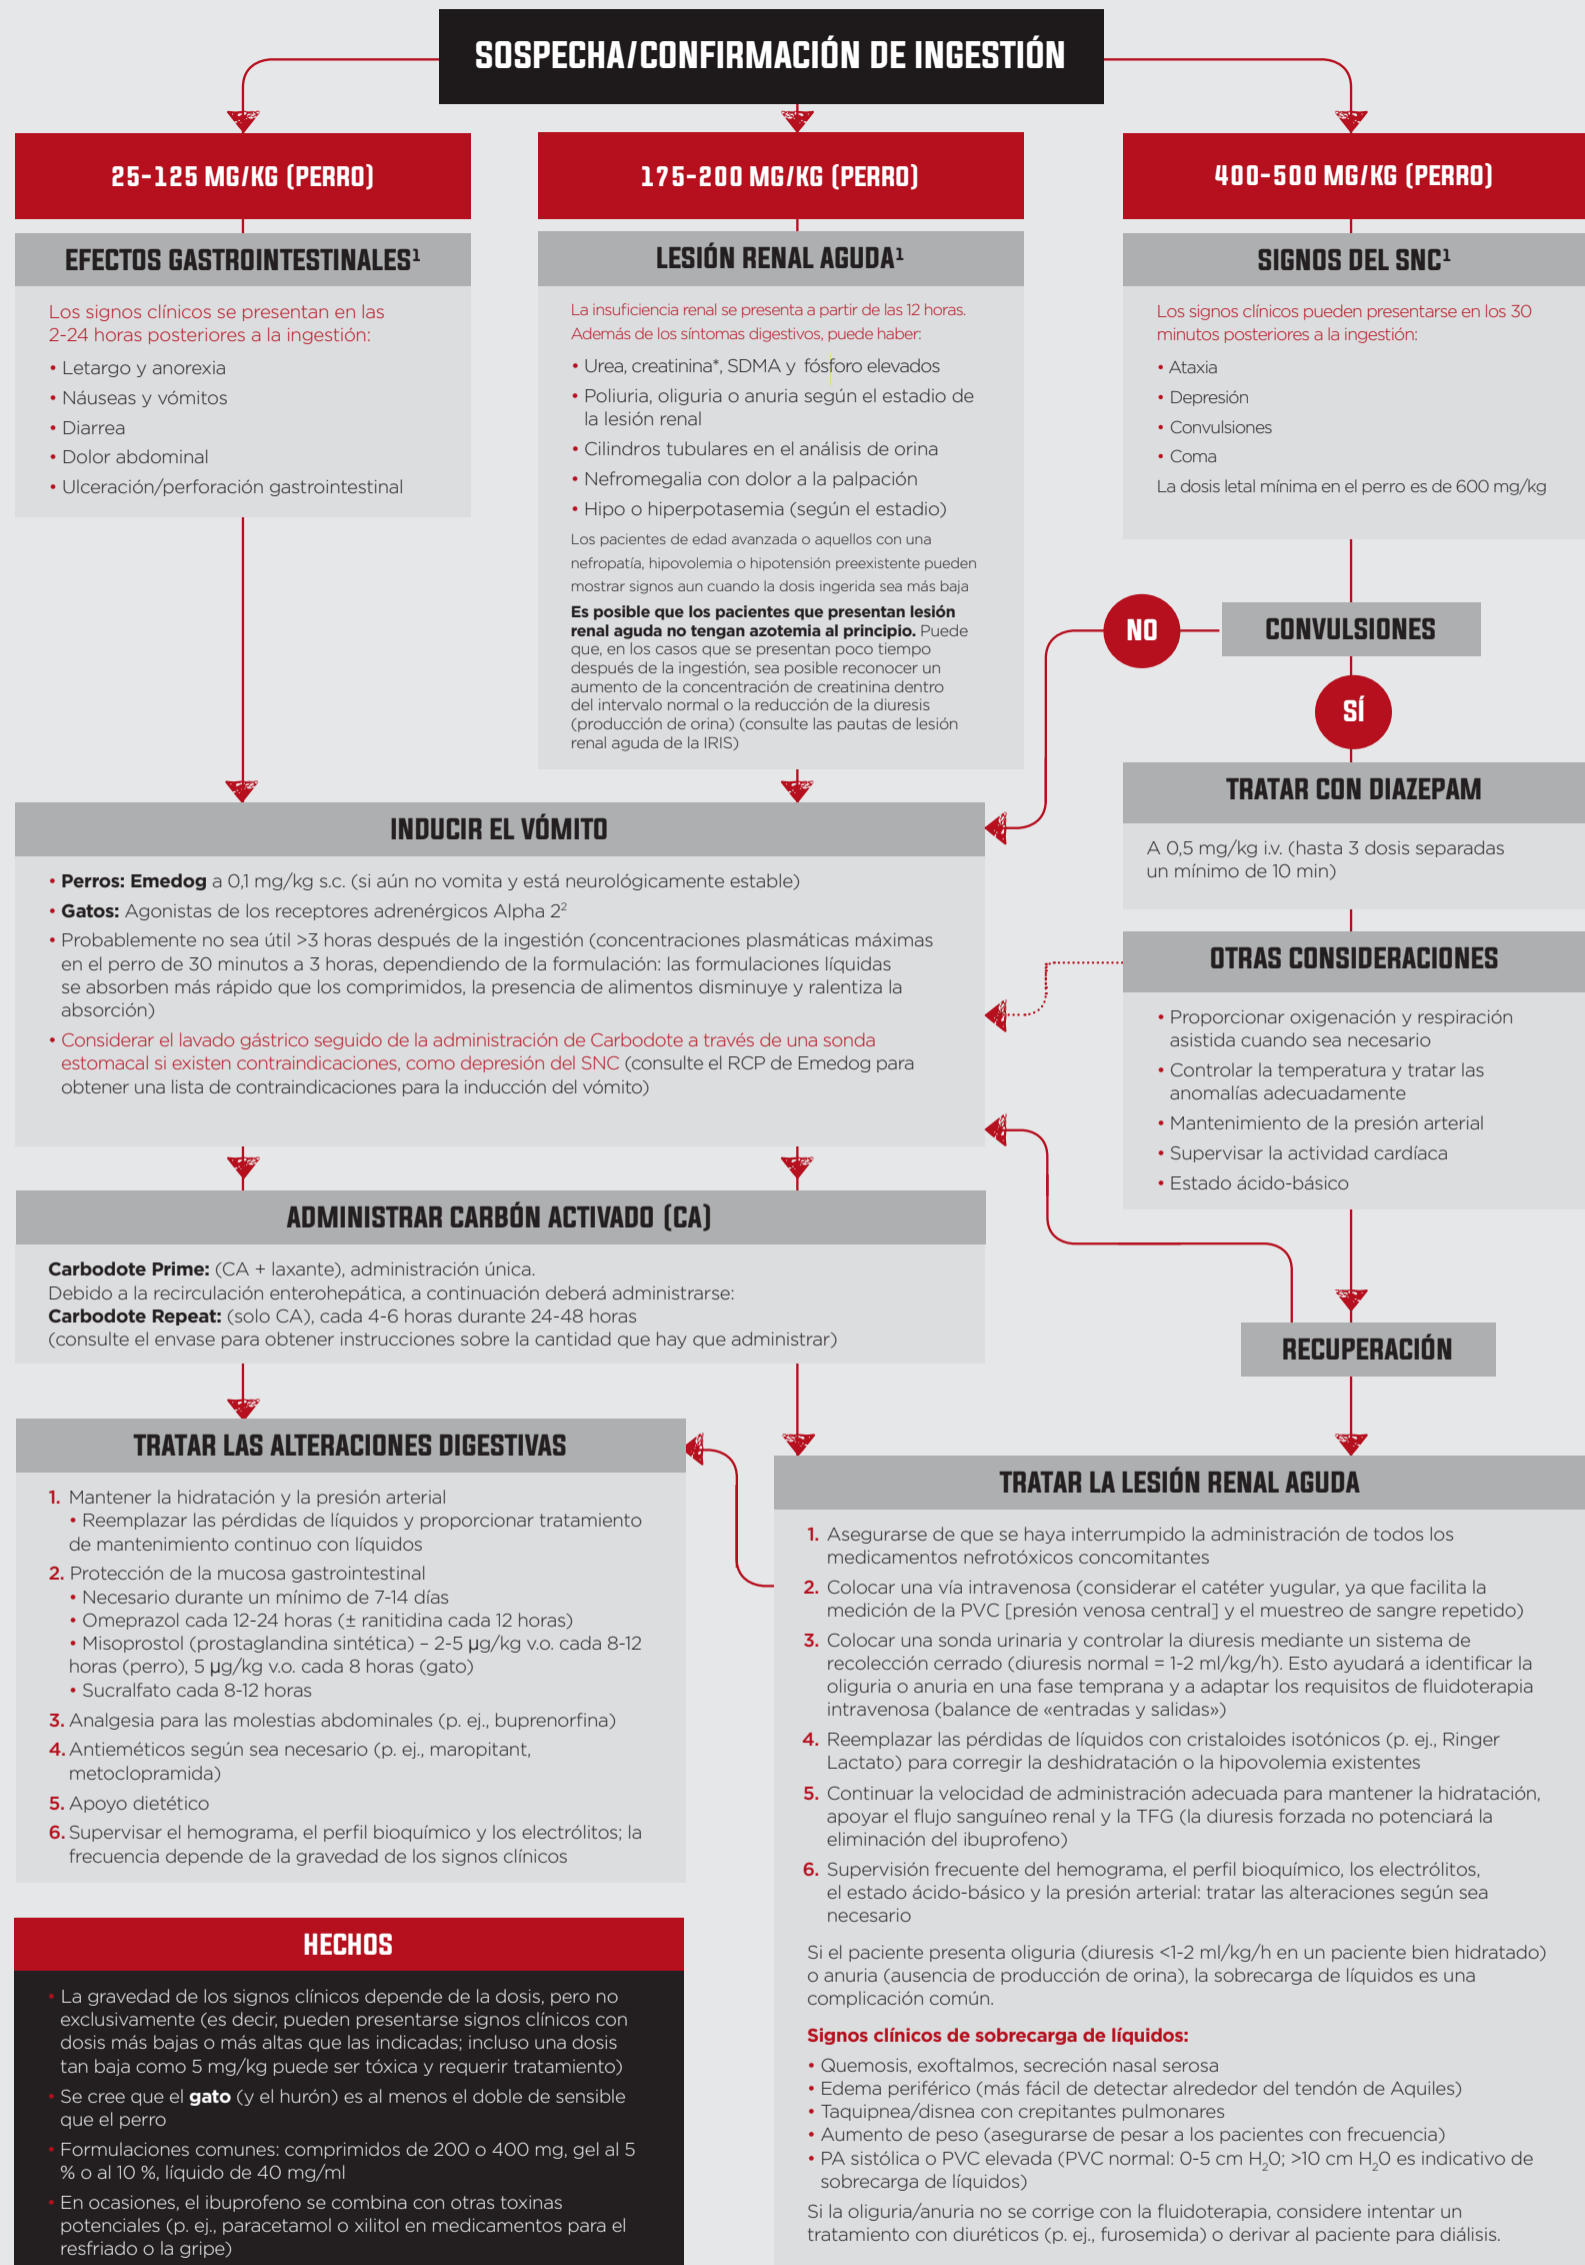 SOSPECHA/CONFIRMACIÓN DE INGESTIÓN
25-125 MG/KG (PERRO)
EFECTOS GASTROINTESTINALES¹
Los signos clínicos se presentan en las
2-24 horas posteriores a la ingestión:
• Letargo y anorexia
• Náuseas y vómitos
• Diarrea
• Dolor abdominal
• Ulceración/perforación gastrointestinal
175-200 MG/KG (PERRO)
LESIÓN RENAL AGUDA¹
La insuficiencia renal se presenta a partir de las 12 horas.
Además de los síntomas digestivos, puede haber:
• Urea, creatinina*, SDMA y fósforo elevados
• Poliuria, oliguria o anuria según el estadio de
la lesión renal
• Cilindros tubulares en el análisis de orina
• Nefromegalia con dolor a la palpación
• Hipo o hiperpotasemia (según el estadio)
Los pacientes de edad avanzada o aquellos con una
nefropatía, hipovolemia o hipotensión preexistente pueden
mostrar signos aun cuando la dosis ingerida sea más baja
Es posible que los pacientes que presentan lesión
renal aguda no tengan azotemia al principio. Puede
que, en los casos que se presentan poco tiempo
después de la ingestión, sea posible reconocer un
aumento de la concentración de creatinina dentro
del intervalo normal o la reducción de la diuresis
(producción de orina) (consulte las pautas de lesión
renal aguda de la IRIS)
400-500 MG/KG (PERRO)
SIGNOS DEL SNC¹
Los signos clínicos pueden presentarse en los 30
minutos posteriores a la ingestión:
• Ataxia
• Depresión
• Convulsiones
• Coma
La dosis letal mínima en el perro es de 600 mg/kg
NO
CONVULSIONES
SÍ
TRATAR CON DIAZEPAM
A 0,5 mg/kg i.v. (hasta 3 dosis separadas
un mínimo de 10 min)
OTRAS CONSIDERACIONES
• Proporcionar oxigenación y respiración
asistida cuando sea necesario
• Controlar la temperatura y tratar las
anomalías adecuadamente
• Mantenimiento de la presión arterial
• Supervisar la actividad cardíaca
• Estado ácido-básico
RECUPERACIÓN
INDUCIR EL VÓMITO
• Perros: Emedog a 0,1 mg/kg s.c. (si aún no vomita y está neurológicamente estable)
• Gatos: Agonistas de los receptores adrenérgicos Alpha 2²
• Probablemente no sea útil >3 horas después de la ingestión (concentraciones plasmáticas máximas
en el perro de 30 minutos a 3 horas, dependiendo de la formulación: las formulaciones líquidas
se absorben más rápido que los comprimidos, la presencia de alimentos disminuye y ralentiza la
absorción)
• Considerar el lavado gástrico seguido de la administración de Carbodote a través de una sonda
estomacal si existen contraindicaciones, como depresión del SNC (consulte el RCP de Emedog para
obtener una lista de contraindicaciones para la inducción del vómito)
ADMINISTRAR CARBÓN ACTIVADO (CA)
Carbodote Prime: (CA + laxante), administración única.
Debido a la recirculación enterohepática, a continuación deberá administrarse:
Carbodote Repeat: (solo CA), cada 4-6 horas durante 24-48 horas
(consulte el envase para obtener instrucciones sobre la cantidad que hay que administrar)
TRATAR LAS ALTERACIONES DIGESTIVAS
1. Mantener la hidratación y la presión arterial
• Reemplazar las pérdidas de líquidos y proporcionar tratamiento
de mantenimiento continuo con líquidos
2. Protección de la mucosa gastrointestinal
• Necesario durante un mínimo de 7-14 días
• Omeprazol cada 12-24 horas (± ranitidina cada 12 horas)
• Misoprostol (prostaglandina sintética) – 2-5 µg/kg v.o. cada 8-12
horas (perro), 5 µg/kg v.o. cada 8 horas (gato)
• Sucralfato cada 8-12 horas
3. Analgesia para las molestias abdominales (p. ej., buprenorfina)
4. Antieméticos según sea necesario (p. ej., maropitant,
metoclopramida)
5. Apoyo dietético
6. Supervisar el hemograma, el perfil bioquímico y los electrólitos; la
frecuencia depende de la gravedad de los signos clínicos
TRATAR LA LESIÓN RENAL AGUDA
1. Asegurarse de que se haya interrumpido la administración de todos los
medicamentos nefrotóxicos concomitantes
2. Colocar una vía intravenosa (considerar el catéter yugular, ya que facilita la
medición de la PVC [presión venosa central] y el muestreo de sangre repetido)
3. Colocar una sonda urinaria y controlar la diuresis mediante un sistema de
recolección cerrado (diuresis normal = 1-2 ml/kg/h). Esto ayudará a identificar la
oliguria o anuria en una fase temprana y a adaptar los requisitos de fluidoterapia
intravenosa (balance de «entradas y salidas»)
4. Reemplazar las pérdidas de líquidos con cristaloides isotónicos (p. ej., Ringer
Lactato) para corregir la deshidratación o la hipovolemia existentes
5. Continuar la velocidad de administración adecuada para mantener la hidratación,
apoyar el flujo sanguíneo renal y la TFG (la diuresis forzada no potenciará la
eliminación del ibuprofeno)
6. Supervisión frecuente del hemograma, el perfil bioquímico, los electrólitos,
el estado ácido-básico y la presión arterial: tratar las alteraciones según sea
necesario
Si el paciente presenta oliguria (diuresis <1-2 ml/kg/h en un paciente bien hidratado)
o anuria (ausencia de producción de orina), la sobrecarga de líquidos es una
complicación común.
Signos clínicos de sobrecarga de líquidos:
• Quemosis, exoftalmos, secreción nasal serosa
• Edema periférico (más fácil de detectar alrededor del tendón de Aquiles)
• Taquipnea/disnea con crepitantes pulmonares
• Aumento de peso (asegurarse de pesar a los pacientes con frecuencia)
• PA sistólica o PVC elevada (PVC normal: 0-5 cm H₂0; >10 cm H₂0 es indicativo de
sobrecarga de líquidos)
Si la oliguria/anuria no se corrige con la fluidoterapia, considere intentar un
tratamiento con diuréticos (p. ej., furosemida) o derivar al paciente para diálisis.
HECHOS
• La gravedad de los signos clínicos depende de la dosis, pero no
exclusivamente (es decir, pueden presentarse signos clínicos con
dosis más bajas o más altas que las indicadas; incluso una dosis
tan baja como 5 mg/kg puede ser tóxica y requerir tratamiento)
• Se cree que el gato (y el hurón) es al menos el doble de sensible
que el perro
• Formulaciones comunes: comprimidos de 200 o 400 mg, gel al 5
% o al 10 %, líquido de 40 mg/ml
• En ocasiones, el ibuprofeno se combina con otras toxinas
potenciales (p. ej., paracetamol o xilitol en medicamentos para el
resfriado o la gripe)